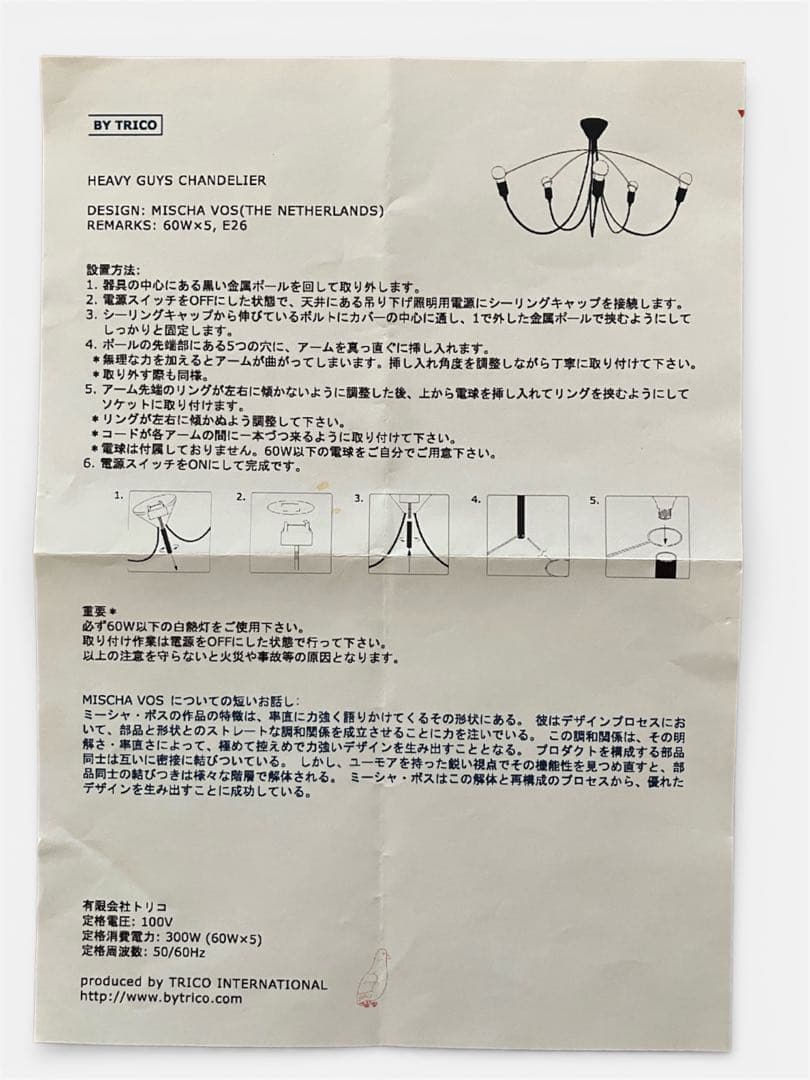 BY TRICO
HEAVY GUYS CHANDELIER
DESIGN: MISCHA VOS(THE NETHERLANDS)
REMARKS: 60W×5, E26
設置方法:
1. 器具の中心にある黒い金属ポールを回して取り外します。
2. 電源スイッチをOFFにした状態で、天井にある吊り下げ照明用電源にシーリングキャップを接続します。
3. シーリングキャップから伸びているボルトにカバーの中心に通し、1で外した金属ポールで挟むようにして
しっかりと固定します。
4. ポールの先端部にある5つの穴に、アームを真っ直ぐに挿し入れます。
＊無理な力を加えるとアームが曲がってしまいます。挿し入れ角度を調整しながら丁寧に取り付けて下さい。
＊取り外す際も同様。
5. アーム先端のリングが左右に傾かないように調整した後、上から電球を挿し入れてリングを挟むようにして
ソケットに取り付けます。
＊リングが左右に傾かぬよう調整して下さい。
＊コードが各アームの間に一本づつ来るように取り付けて下さい。
＊電球は付属しておりません。60W以下の電球をご自分でご用意下さい。
6. 電源スイッチをONにして完成です。
1. 2. 3. 4. 5.
重要＊
必ず60W以下の白熱灯をご使用下さい。
取り付け作業は電源をOFFにした状態で行って下さい。
以上の注意を守らないと火災や事故等の原因となります。
MISCHA VOS についての短いお話し:
ミーシャ・ボスの作品の特徴は、率直に力強く語りかけてくるその形状にある。 彼はデザインプロセスにお
いて、部品と形状とのストレートな調和関係を成立させることに力を注いでいる。 この調和関係は、その明
解さ・率直さによって、極めて控えめで力強いデザインを生み出すこととなる。 プロダクトを構成する部品
同士は互いに密接に結びついている。 しかし、ユーモアを持った鋭い視点でその機能性を見つめ直すと、部
品同士の結びつきは様々な階層で解体される。 ミーシャ・ボスはこの解体と再構成のプロセスから、優れた
デザインを生み出すことに成功している。
有限会社トリコ
定格電圧: 100V
定格消費電力: 300W (60W×5)
定格周波数: 50/60Hz
produced by TRICO INTERNATIONAL
http://www.bytrico.com